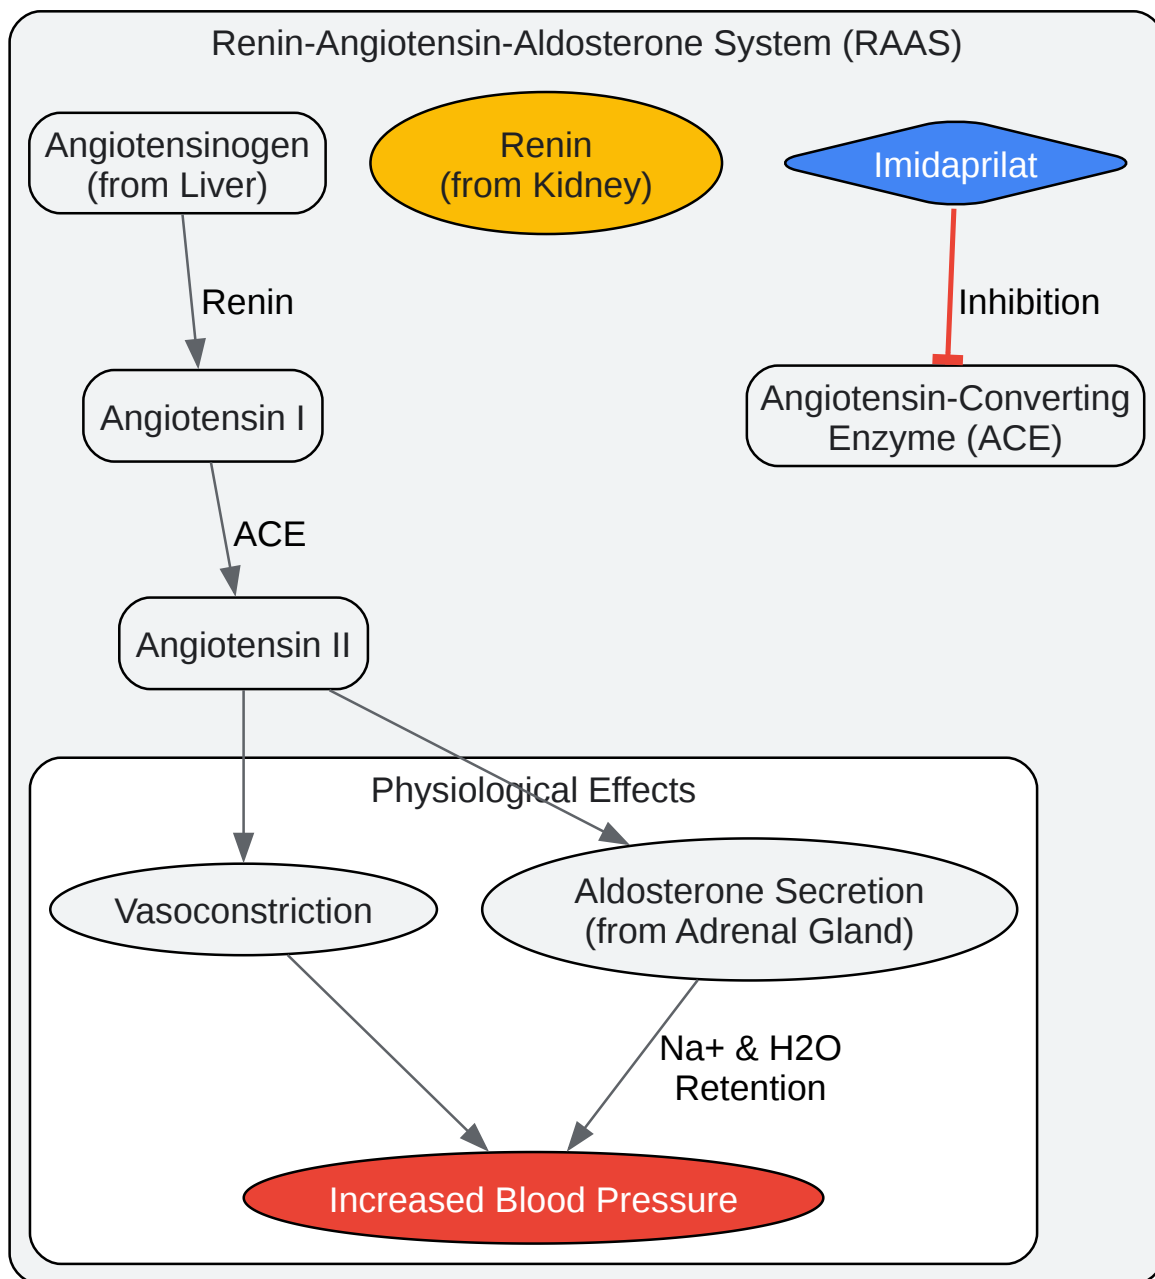 Renin-Angiotensin-Aldosterone System (RAAS)
Angiotensinogen
(from Liver)
Renin
(from Kidney)
Imidaprilat
Renin
Inhibition
Angiotensin I
Angiotensin-Converting
Enzyme (ACE)
ACE
Angiotensin II
Physiological Effects
Vasoconstriction
Aldosterone Secretion
(from Adrenal Gland)
Na+ & H2O
Retention
Increased Blood Pressure